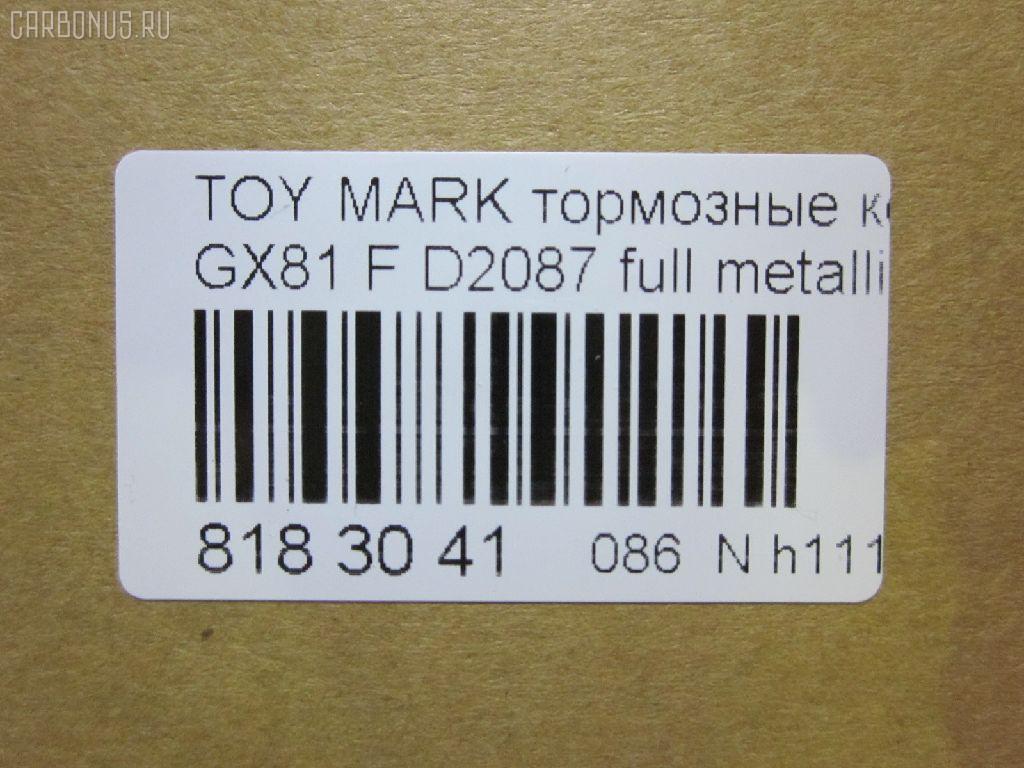 CARBONUS.RU
TOY MARK тормозные
GX81 F D2087 full metalli
818 30 41 086 N h111